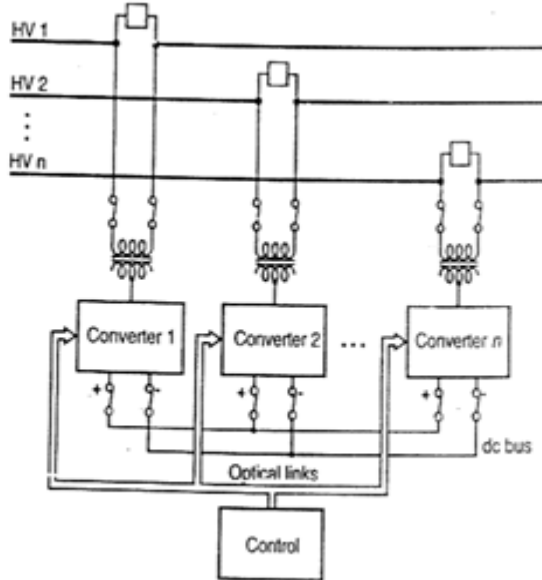 HV 1
HV 2
HV n
Converter 1
Converter 2
...
Converter n
+ -
+ -
+ -
dc bus
Optical links
Control